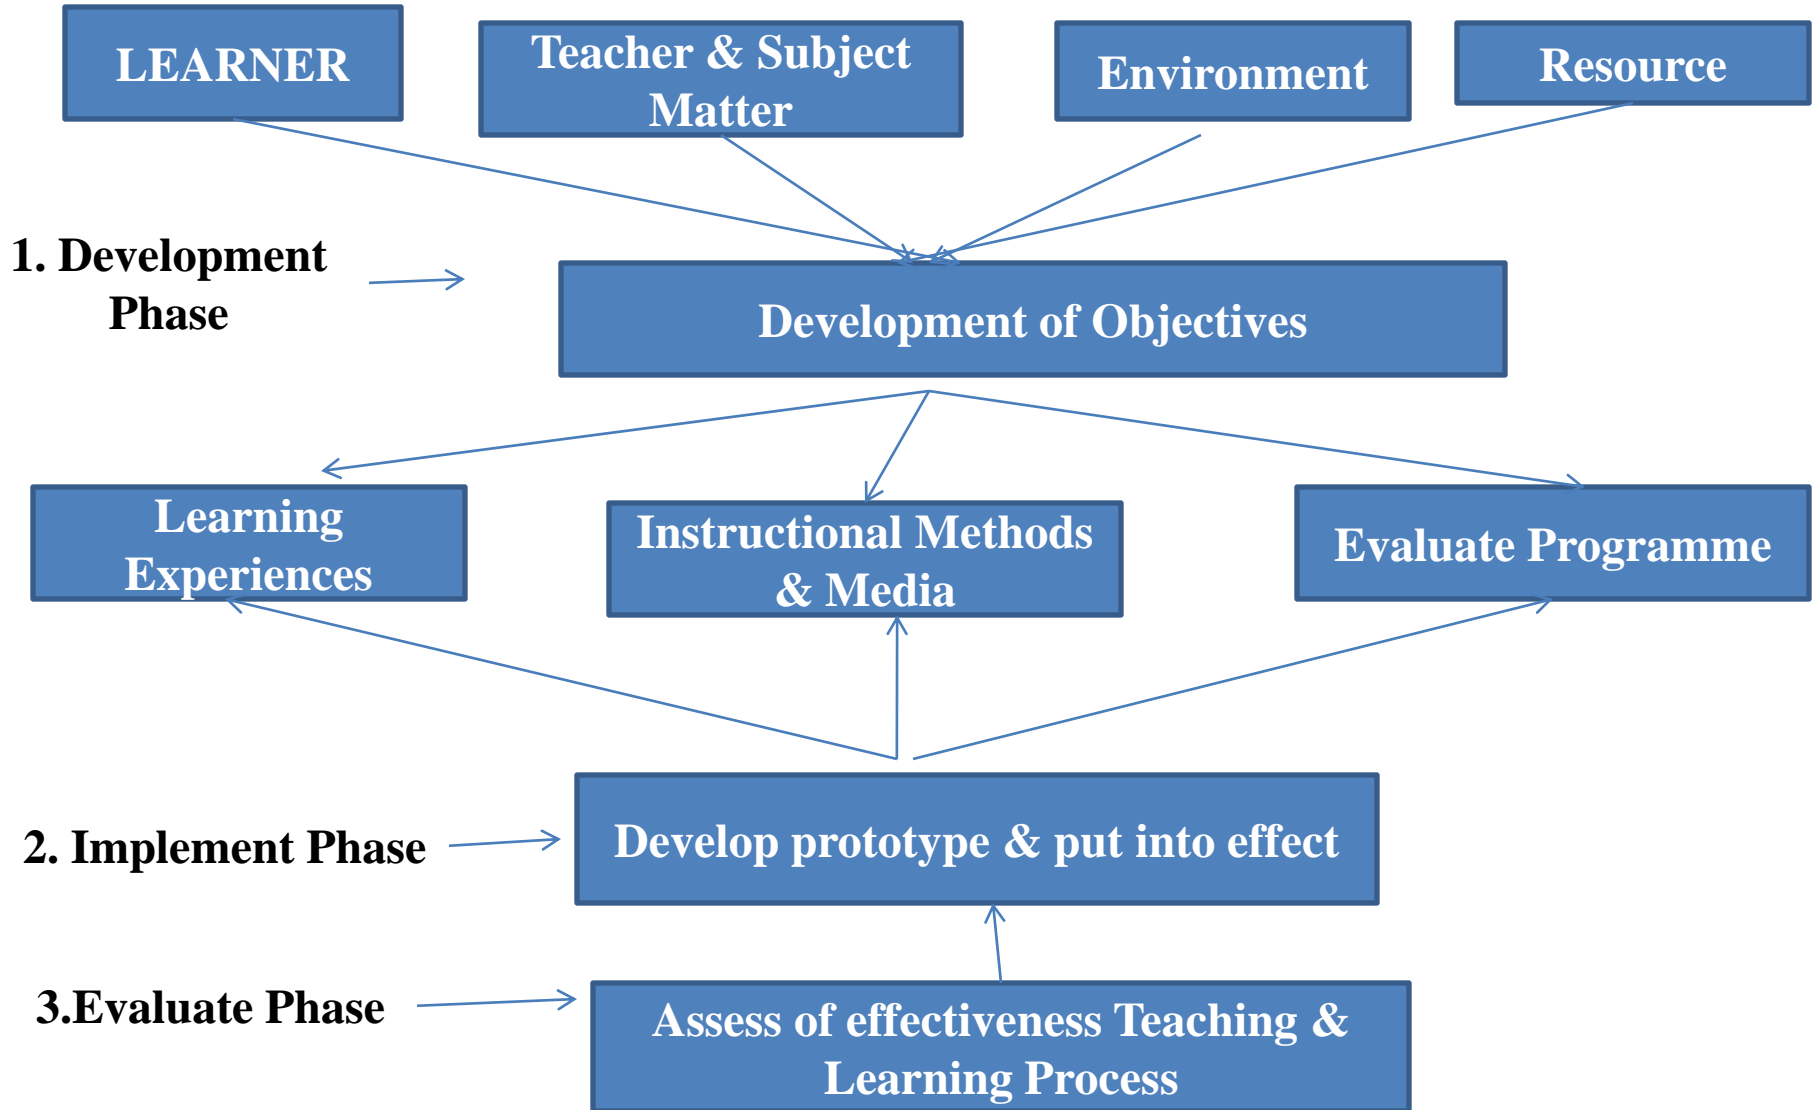 LEARNER
Teacher & Subject
Matter
Environment
Resource
1. Development
Phase
Development of Objectives
Learning
Experiences
Instructional Methods
& Media
Evaluate Programme
2. Implement Phase
Develop prototype & put into effect
3.Evaluate Phase
Assess of effectiveness Teaching &
Learning Process